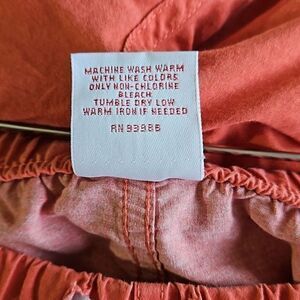 MACHINE WASH WARM
WITH LIKE COLORS
ONLY NON-CHLORINE
BLEACH
TUMBLE DRY LOW
WARM IRON IF NEEDED
RN 93986